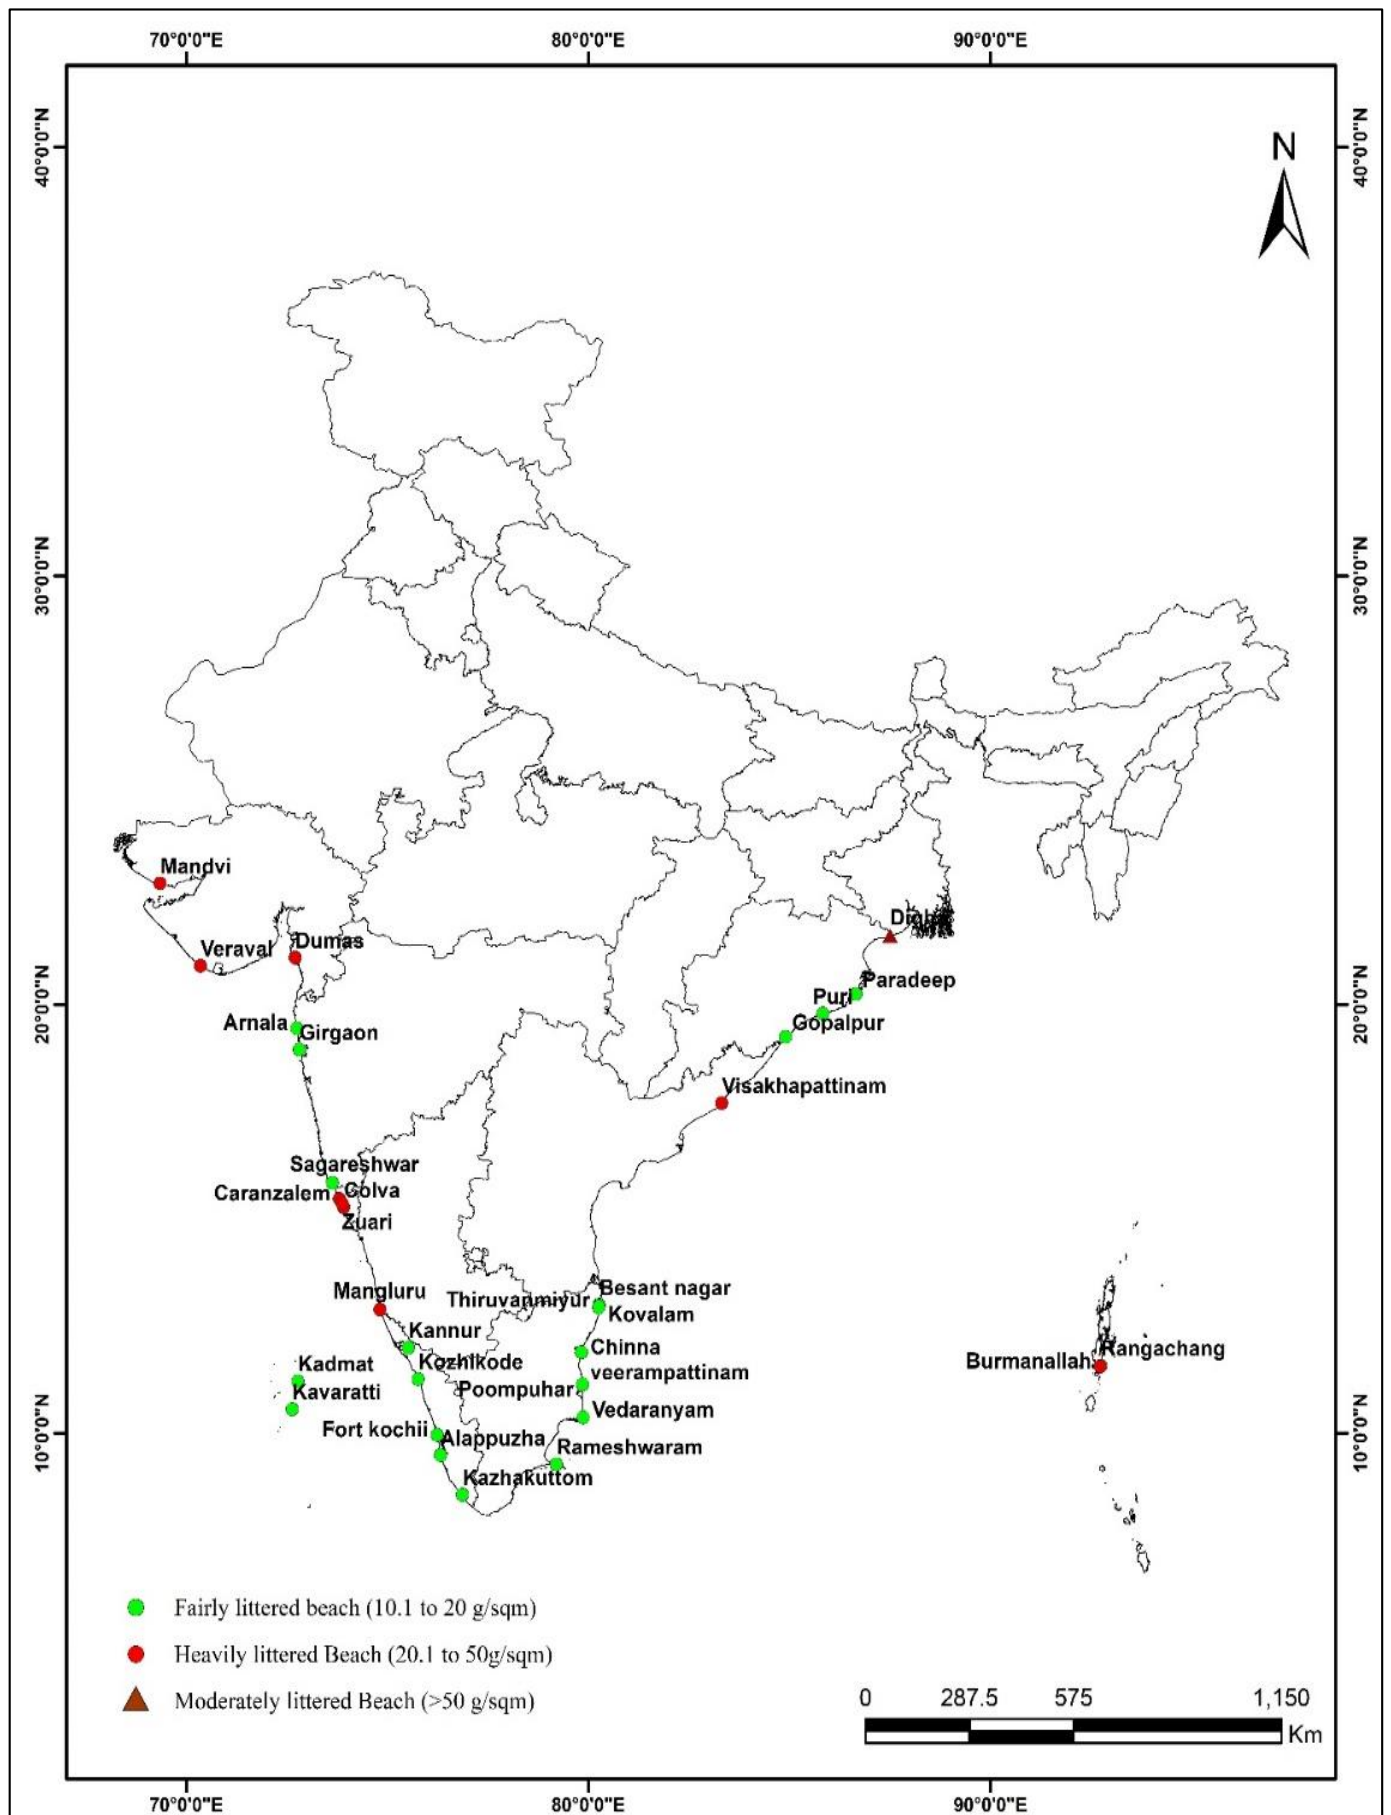 70°0'0"E 80°0'0"E 90°0'0"E
40°0'0"N 40°0'0"N
N
30°0'0"N 30°0'0"N
Mandvi
Veraval Dumas
Paradeep
20°0'0"N 20°0'0"N
Puri
Arnala Gopalpur
Girgaon
Visakhapattinam
Sagareshwar
Caranzalem Colva
Zuari
Mangluru Besant nagar
Thiruvanmiyur Kovalam
Kannur
Chinna
Burmanallah Rangachang
Kadmat Kozhikode
veerampattinam
Kavaratti Poompuhar
Vedaranyam
Fort kochii Alappuzha
10°0'0"N 10°0'0"N
Rameshwaram
Kazhakuttom
Fairly littered beach (10.1 to 20 g/sqm)
Heavily littered Beach (20.1 to 50g/sqm)
Moderately littered Beach (>50 g/sqm)
0 287.5 575 1,150
Km
70°0'0"E 80°0'0"E 90°0'0"E